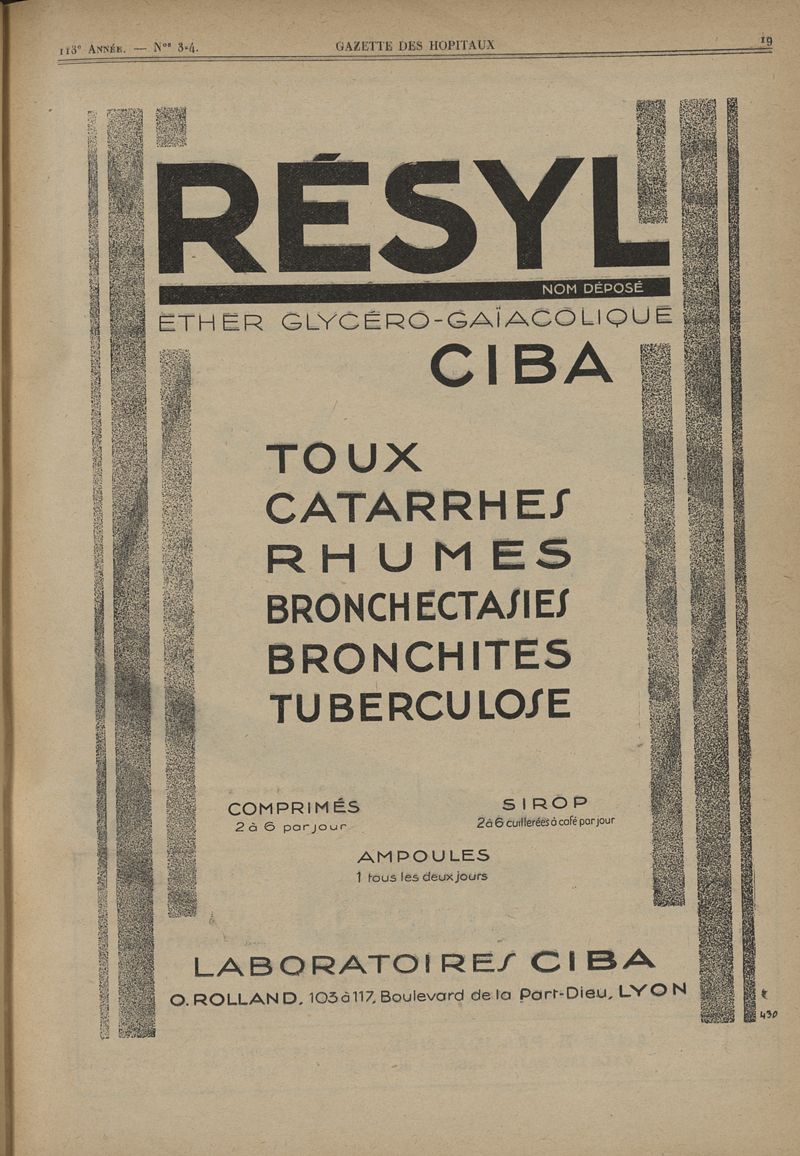 113e ANNÉE. — Nos 3-4.
GAZETTE DES HOPITAUX
19
RÉSYL
NOM DÉPOSÉ
ETHER GLYCÉRO-GAÏACOLIQUE
CIBA
TOUX
CATARRHES
RHUMES
BRONCHECTASIES
BRONCHITES
TUBERCULOSE
COMPRIMÉS
2 à 6 par jour
SIROP
2 à 6 cuillerées à café par jour
AMPOULES
1 tous les deux jours
LABORATOIRES CIBA
O. ROLLAND, 103 à 117, Boulevard de la Part-Dieu, LYON
430